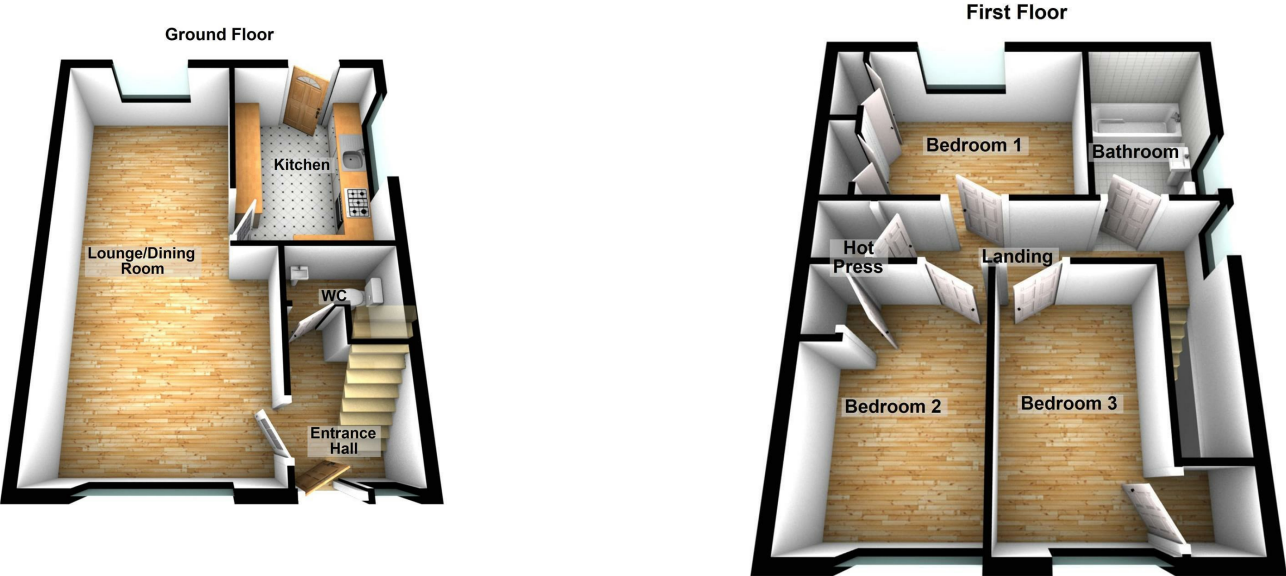 Ground Floor
Kitchen
Lounge/Dining
Room
WC
Entrance
Hall
First Floor
Bedroom 1
Bathroom
Hot
Press
Landing
Bedroom 2
Bedroom 3